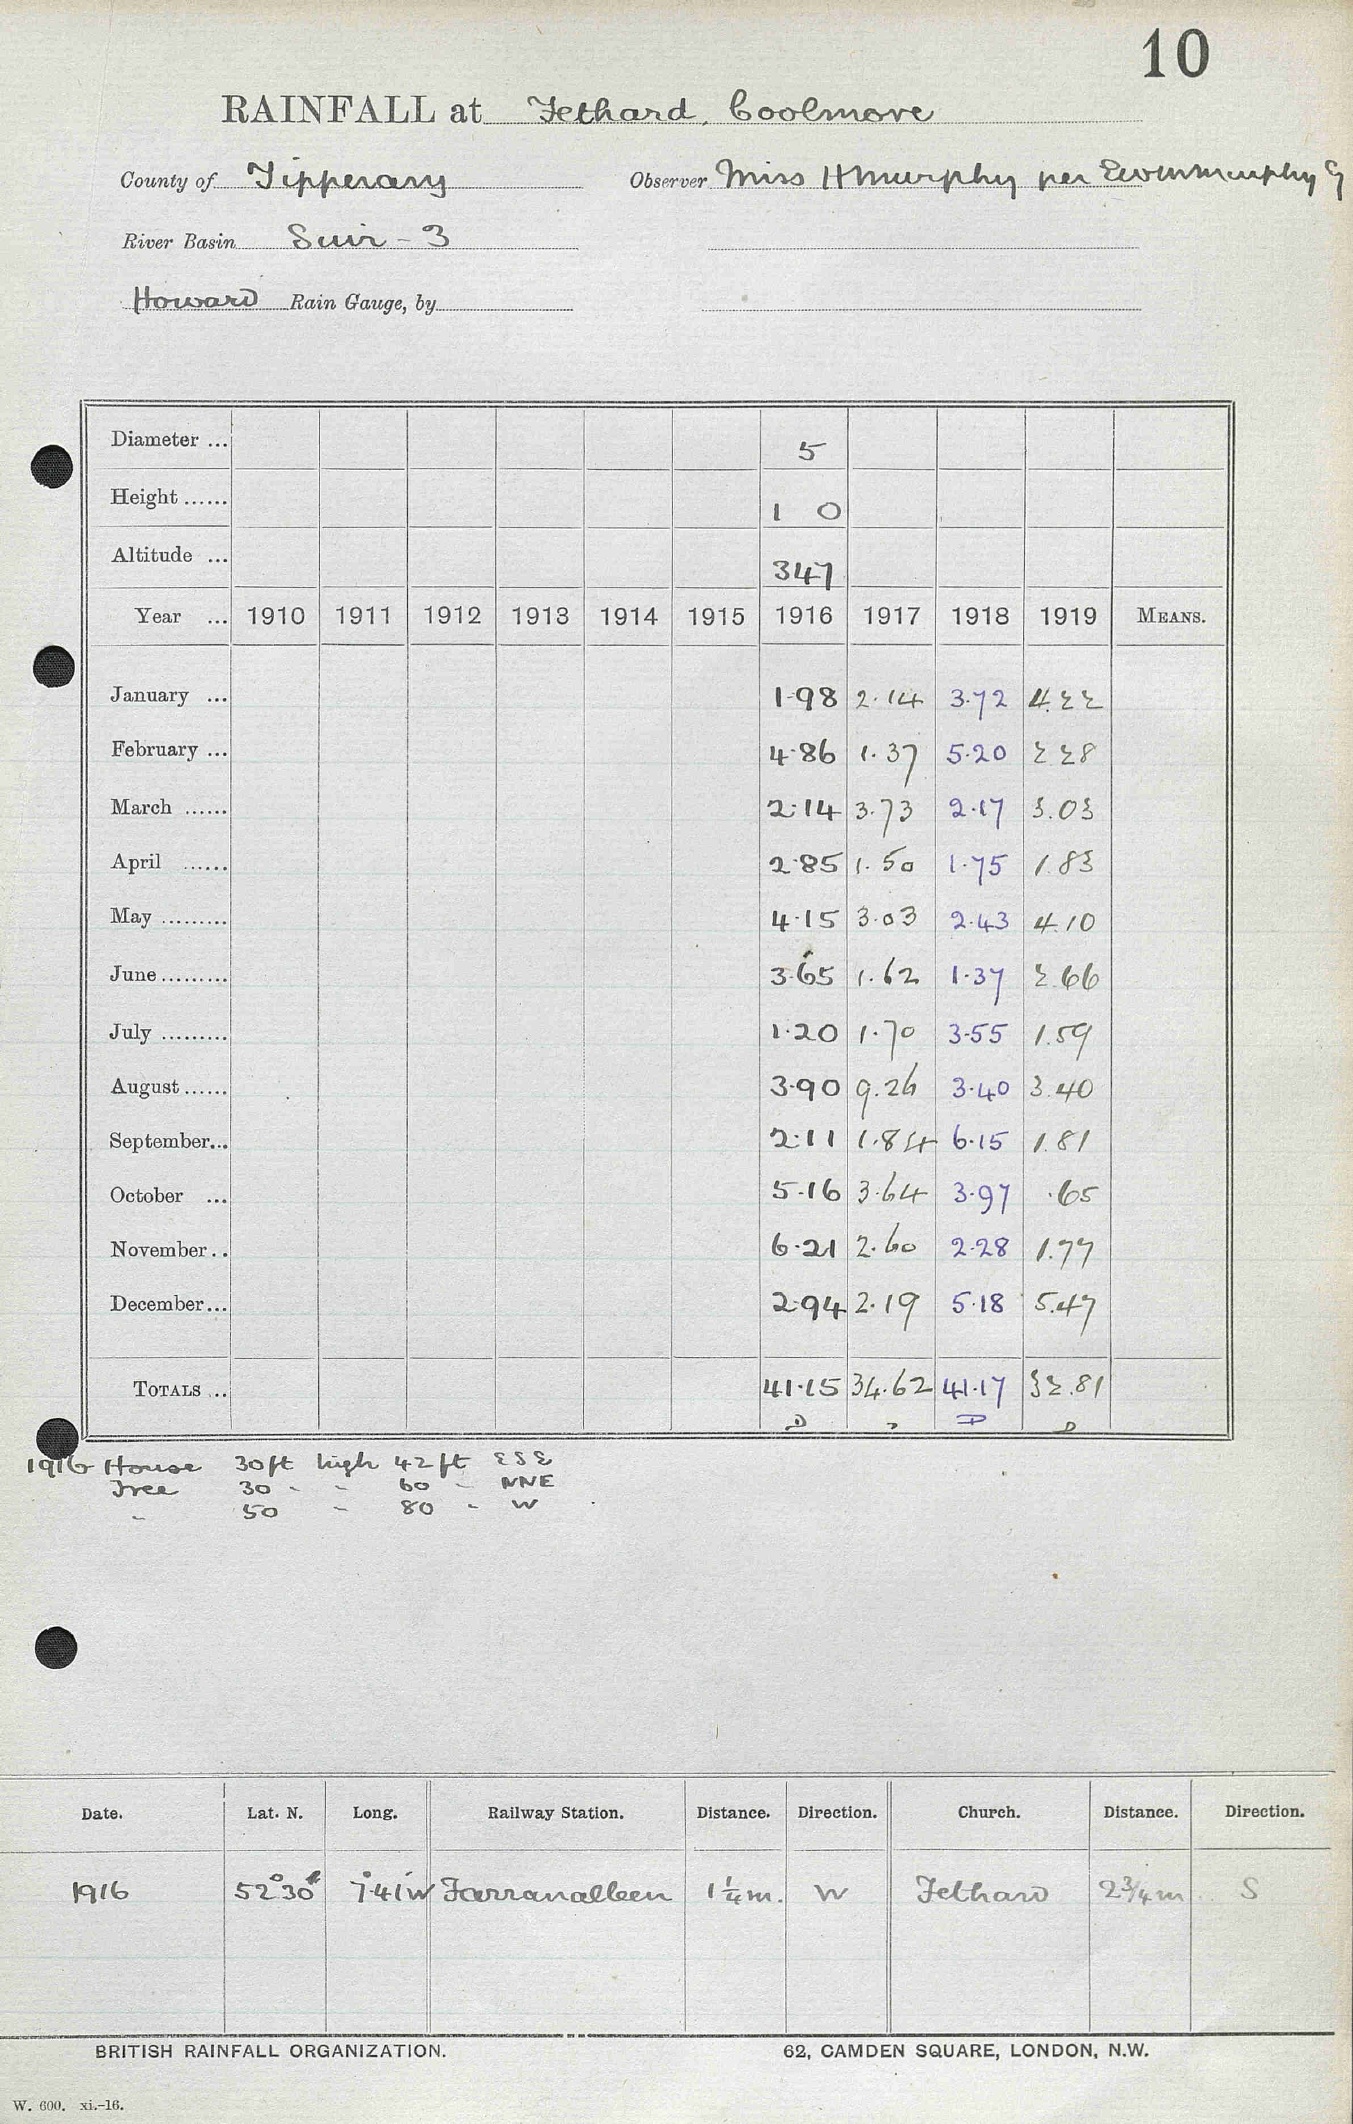 10
RAINFALL at Fethard, Coolmore
County of Tipperary Observer Miss H Murphy per
River Basin Suir - 3
Howard Rain Gauge, by
Diameter ... 5
Height ...... 1 0
Altitude ... 347
Year ... 1910 1911 1912 1913 1914 1915 1916 1917 1918 1919 MEANS.
January ... 1.98 2.14 3.72 4.22
February ... 4.86 1.37 5.20 2.28
March ...... 2.14 3.73 2.17 3.03
April ...... 2.85 1.50 1.75 1.83
May ......... 4.15 3.03 2.43 4.10
June ......... 3.65 1.62 1.37 2.66
July ......... 1.20 1.70 3.55 1.59
August ...... 3.90 9.26 3.40 3.40
September... 2.11 1.84 6.15 1.81
October ... 5.16 3.64 3.97 .65
November .. 6.21 2.60 2.28 1.77
December ... 2.94 2.19 5.18 5.47
TOTALS ... 41.15 34.62 41.17 32.81
D D D D
1916 House 30 ft high 42 ft ESE
Tree 30 " " 60 " NNE
" 50 " 80 " W
Date. Lat. N. Long. Railway Station. Distance. Direction. Church. Distance. Direction.
1916 52°30' 7°41'W Farranalleen 1¼ m. W Fethard 2¾ m S
BRITISH RAINFALL ORGANIZATION. 62, CAMDEN SQUARE, LONDON, N.W.
W. 600. xi.-16.